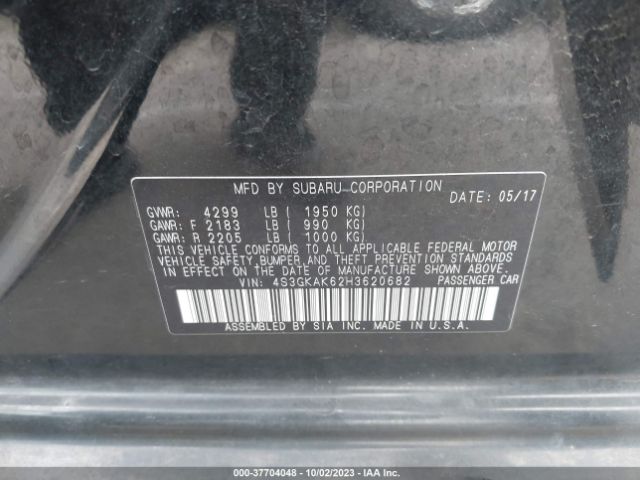 MFD BY SUBARU CORPORATION
DATE: 05/17
GVWR: 4299 LB ( 1950 KG)
GAWR: F 2183 LB ( 990 KG)
GAWR: R 2205 LB ( 1000 KG)
THIS VEHICLE CONFORMS TO ALL APPLICABLE FEDERAL MOTOR
VEHICLE SAFETY,BUMPER,AND THEFT PREVENTION STANDARDS
IN EFFECT ON THE DATE OF MANUFACTURE SHOWN ABOVE.
VIN: 4S3GKAK62H3620682 PASSENGER CAR
ASSEMBLED BY SIA INC. MADE IN U.S.A.
000-37704048 - 10/02/2023 - IAA Inc.